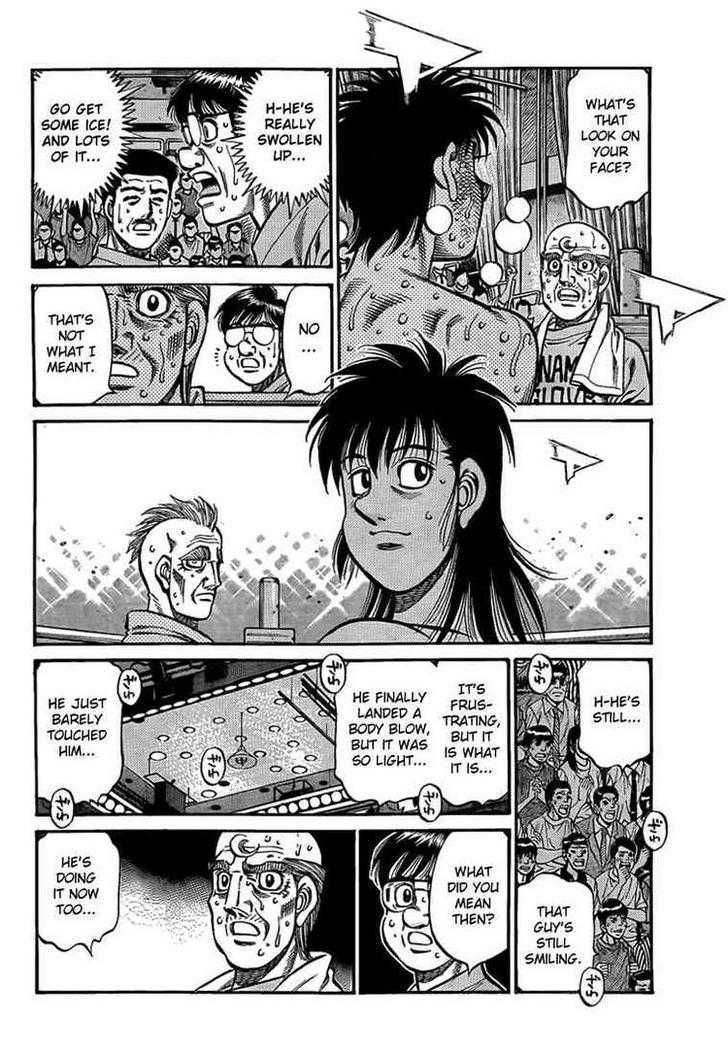 WHAT'S
THAT
LOOK ON
YOUR
FACE?
NAM
H-HE'S
REALLY
SWOLLEN
UP...
GO GET
SOME ICE!
AND LOTS
OF IT...
NO
...
THAT'S
NOT
WHAT I
MEANT.
H-HE'S
STILL...
THAT
GUY'S
STILL
SMILING.
IT'S
FRUS-
TRATING,
BUT IT
IS WHAT
IT IS...
HE FINALLY
LANDED A
BODY BLOW,
BUT IT WAS
SO LIGHT...
HE JUST
BARELY
TOUCHED
HIM...
WHAT
DID YOU
MEAN
THEN?
HE'S
DOING
IT NOW
TOO...